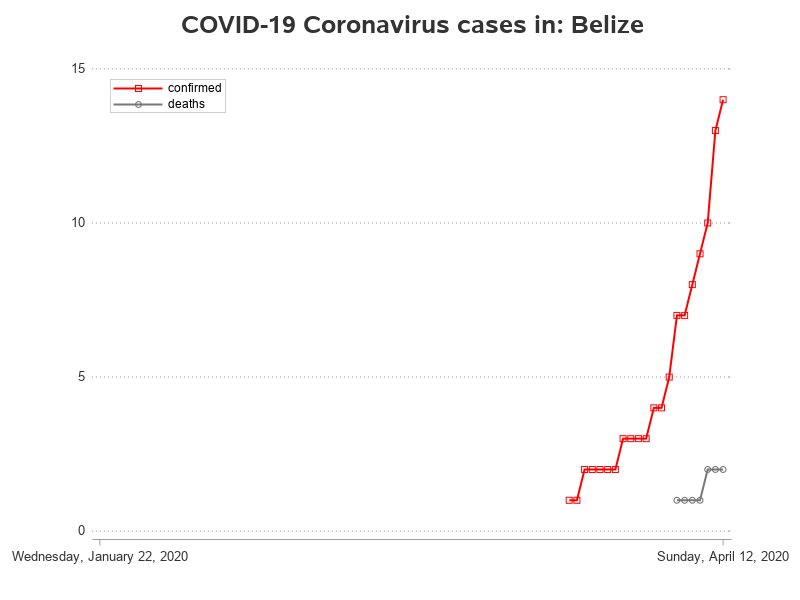 COVID-19 Coronavirus cases in: Belize
15
confirmed
deaths
10
5
0
Wednesday, January 22, 2020
Sunday, April 12, 2020